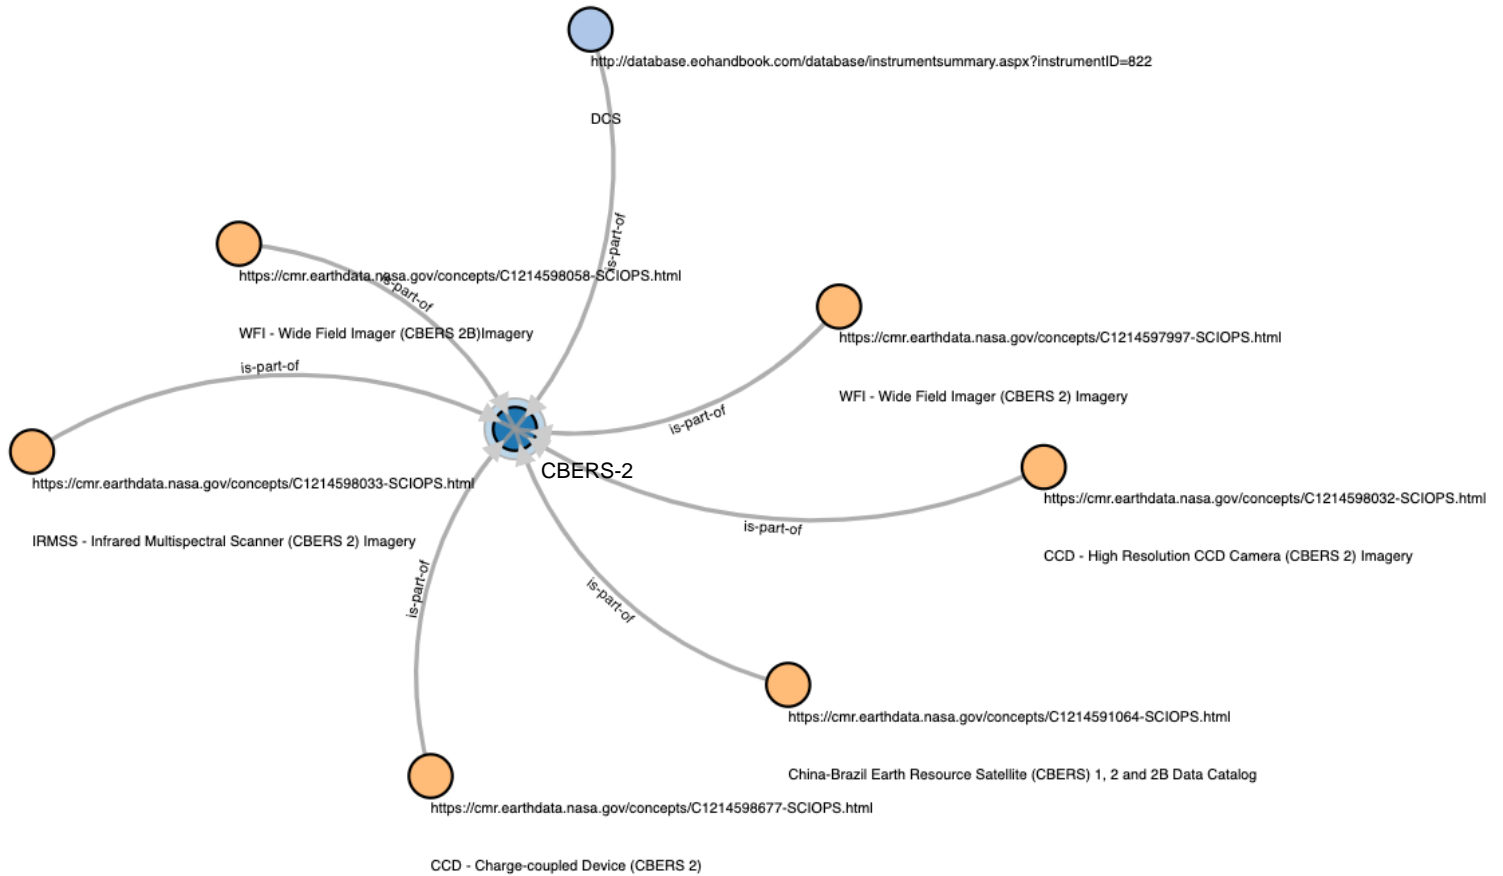 http://database.eohandbook.com/database/instrumentsummary.aspx?instrumentID=822
DCS
is-part-of
https://cmr.earthdata.nasa.gov/concepts/C1214598058-SCIOPS.html
is-part-of
WFI - Wide Field Imager (CBERS 2B)Imagery
https://cmr.earthdata.nasa.gov/concepts/C1214597997-SCIOPS.html
is-part-of
WFI - Wide Field Imager (CBERS 2) Imagery
is-part-of
CBERS-2
https://cmr.earthdata.nasa.gov/concepts/C1214598033-SCIOPS.html
IRMSS - Infrared Multispectral Scanner (CBERS 2) Imagery
https://cmr.earthdata.nasa.gov/concepts/C1214598032-SCIOPS.html
is-part-of
CCD - High Resolution CCD Camera (CBERS 2) Imagery
is-part-of
is-part-of
https://cmr.earthdata.nasa.gov/concepts/C1214591064-SCIOPS.html
China-Brazil Earth Resource Satellite (CBERS) 1, 2 and 2B Data Catalog
https://cmr.earthdata.nasa.gov/concepts/C1214598677-SCIOPS.html
CCD - Charge-coupled Device (CBERS 2)